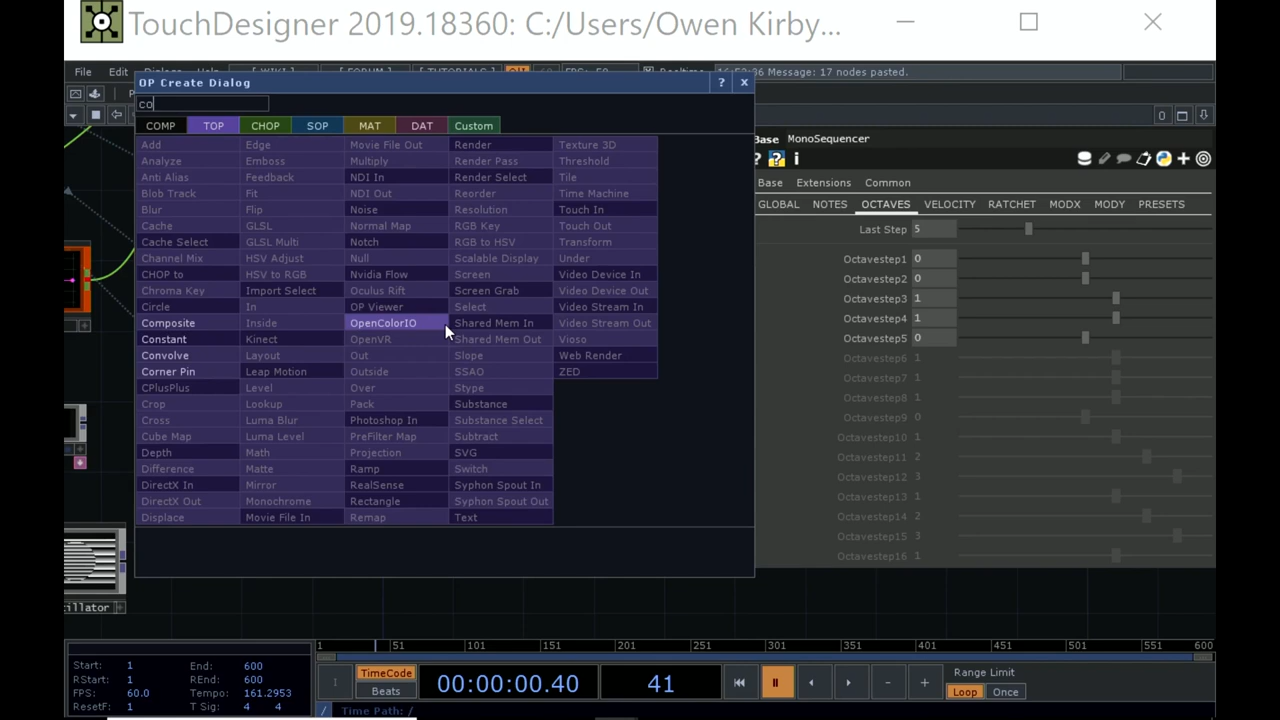 TouchDesigner 2019.18360: C:/Users/Owen Kirby...
File Edit Dialogs Help [ WIKI ] [ FORUM ] [ TUTORIALS ] Realtime Message: 17 nodes pasted.
OP Create Dialog ? x
co
COMP TOP CHOP SOP MAT DAT Custom
Add Edge Movie File Out Render Texture 3D
Analyze Emboss Multiply Render Pass Threshold
Anti Alias Feedback NDI In Render Select Tile
Blob Track Fit NDI Out Reorder Time Machine
Blur Flip Noise Resolution Touch In
Cache GLSL Normal Map RGB Key Touch Out
Cache Select GLSL Multi Notch RGB to HSV Transform
Channel Mix HSV Adjust Null Scalable Display Under
CHOP to HSV to RGB Nvidia Flow Screen Video Device In
Chroma Key Import Select Oculus Rift Screen Grab Video Device Out
Circle In OP Viewer Select Video Stream In
Composite Inside OpenColorIO Shared Mem In Video Stream Out
Constant Kinect OpenVR Shared Mem Out Vioso
Convolve Layout Out Slope Web Render
Corner Pin Leap Motion Outside SSAO ZED
CPlusPlus Level Over Stype
Crop Lookup Pack Substance
Cross Luma Blur Photoshop In Substance Select
Cube Map Luma Level PreFilter Map Subtract
Depth Math Projection SVG
Difference Matte Ramp Switch
DirectX In Mirror RealSense Syphon Spout In
DirectX Out Monochrome Rectangle Syphon Spout Out
Displace Movie File In Remap Text
0
Base MonoSequencer
? ? i
Base Extensions Common
GLOBAL NOTES OCTAVES VELOCITY RATCHET MODX MODY PRESETS
Last Step 5
Octavestep1 0
Octavestep2 0
Octavestep3 1
Octavestep4 1
Octavestep5 0
Octavestep6 1
Octavestep7 1
Octavestep8 1
Octavestep9 0
Octavestep10 1
Octavestep11 2
Octavestep12 3
Octavestep13 1
Octavestep14 2
Octavestep15 3
Octavestep16 1
illator
1 51 101 151 201 251 301 351 401 451 501 551 600
Start: 1 End: 600
RStart: 1 REnd: 600
FPS: 60.0 Tempo: 161.2953
ResetF: 1 T Sig: 4 4
TimeCode
Beats
00:00:00.40 41
- +
Range Limit
Loop Once
/ Time Path: /